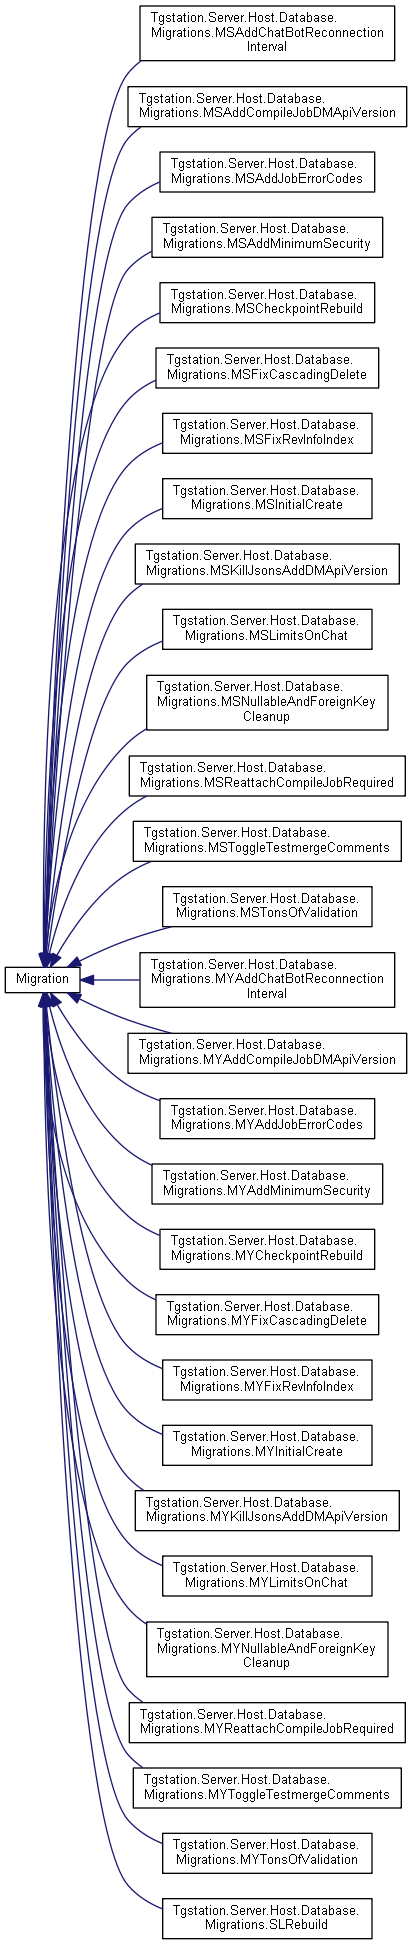 Tgstation.Server.Host.Database.
Migrations.MSAddChatBotReconnection
Interval
Tgstation.Server.Host.Database.
Migrations.MSAddCompileJobDMApiVersion
Tgstation.Server.Host.Database.
Migrations.MSAddJobErrorCodes
Tgstation.Server.Host.Database.
Migrations.MSAddMinimumSecurity
Tgstation.Server.Host.Database.
Migrations.MSCheckpointRebuild
Tgstation.Server.Host.Database.
Migrations.MSFixCascadingDelete
Tgstation.Server.Host.Database.
Migrations.MSFixRevInfoIndex
Tgstation.Server.Host.Database.
Migrations.MSInitialCreate
Tgstation.Server.Host.Database.
Migrations.MSKillJsonsAddDMApiVersion
Tgstation.Server.Host.Database.
Migrations.MSLimitsOnChat
Tgstation.Server.Host.Database.
Migrations.MSNullableAndForeignKey
Cleanup
Tgstation.Server.Host.Database.
Migrations.MSReattachCompileJobRequired
Tgstation.Server.Host.Database.
Migrations.MSToggleTestmergeComments
Tgstation.Server.Host.Database.
Migrations.MSTonsOfValidation
Migration
Tgstation.Server.Host.Database.
Migrations.MYAddChatBotReconnection
Interval
Tgstation.Server.Host.Database.
Migrations.MYAddCompileJobDMApiVersion
Tgstation.Server.Host.Database.
Migrations.MYAddJobErrorCodes
Tgstation.Server.Host.Database.
Migrations.MYAddMinimumSecurity
Tgstation.Server.Host.Database.
Migrations.MYCheckpointRebuild
Tgstation.Server.Host.Database.
Migrations.MYFixCascadingDelete
Tgstation.Server.Host.Database.
Migrations.MYFixRevInfoIndex
Tgstation.Server.Host.Database.
Migrations.MYInitialCreate
Tgstation.Server.Host.Database.
Migrations.MYKillJsonsAddDMApiVersion
Tgstation.Server.Host.Database.
Migrations.MYLimitsOnChat
Tgstation.Server.Host.Database.
Migrations.MYNullableAndForeignKey
Cleanup
Tgstation.Server.Host.Database.
Migrations.MYReattachCompileJobRequired
Tgstation.Server.Host.Database.
Migrations.MYToggleTestmergeComments
Tgstation.Server.Host.Database.
Migrations.MYTonsOfValidation
Tgstation.Server.Host.Database.
Migrations.SLRebuild